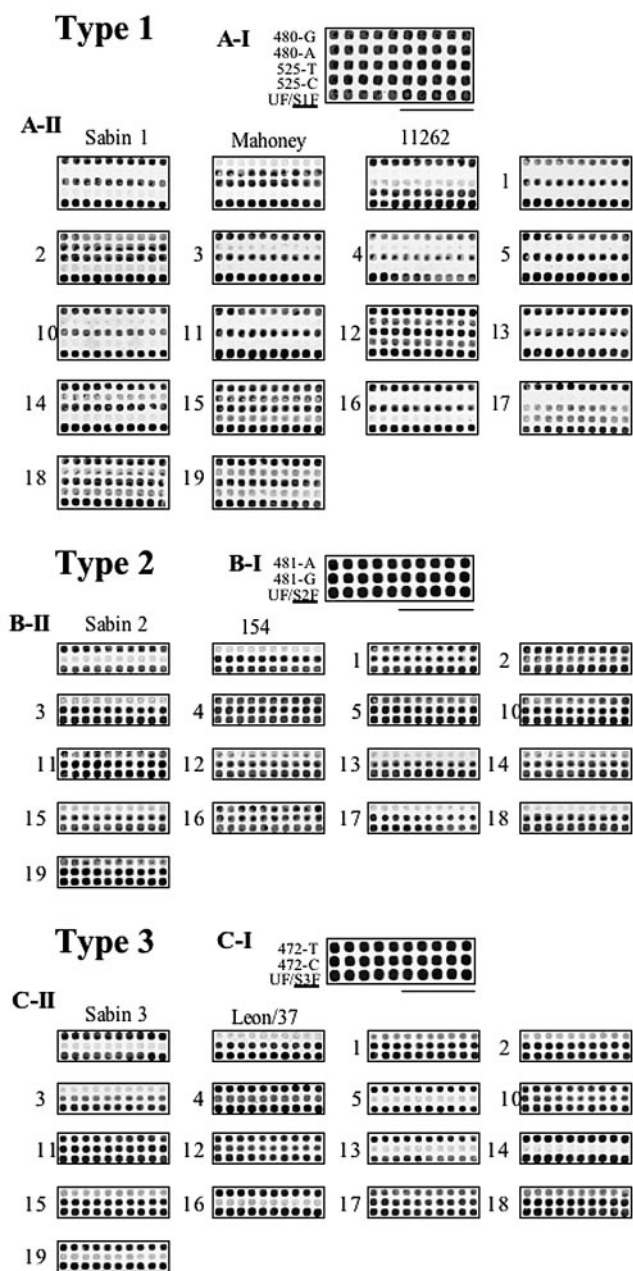 Type 1
A-I
480-G
480-A
525-T
525-C
UF/S1F
A-II
Sabin 1 Mahoney 11262
1
2 3 4 5
10 11 12 13
14 15 16 17
18 19
Type 2
B-I
481-A
481-G
UF/S2F
B-II
Sabin 2 154
1 2
3 4 5 10
11 12 13 14
15 16 17 18
19
Type 3
C-I
472-T
472-C
UF/S3F
C-II
Sabin 3 Leon/37
1 2
3 4 5 10
11 12 13 14
15 16 17 18
19